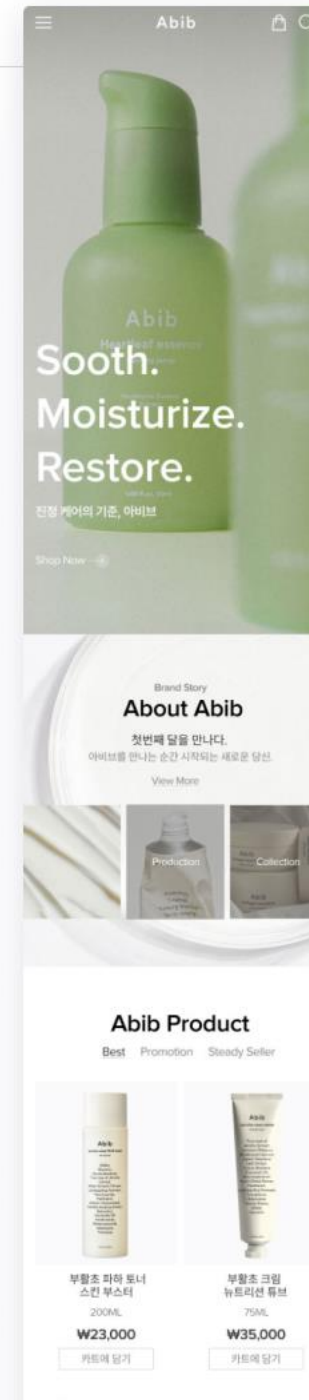 Abib
Abib
Heartleaf essence
Sooth.
Moisturize.
Restore.
진정 케어의 기준, 아비브
Shop Now
Brand Story
About Abib
첫번째 달을 만나다.
아비브를 만나는 순간 시작되는 새로운 당신.
View More
Production
Collection
Abib Product
Best Promotion Steady Seller
Abib
Abib
부활초 파하 토너
스킨 부스터
200ML
₩23,000
카트에 담기
부활초 크림
뉴트리션 튜브
75ML
₩35,000
카트에 담기